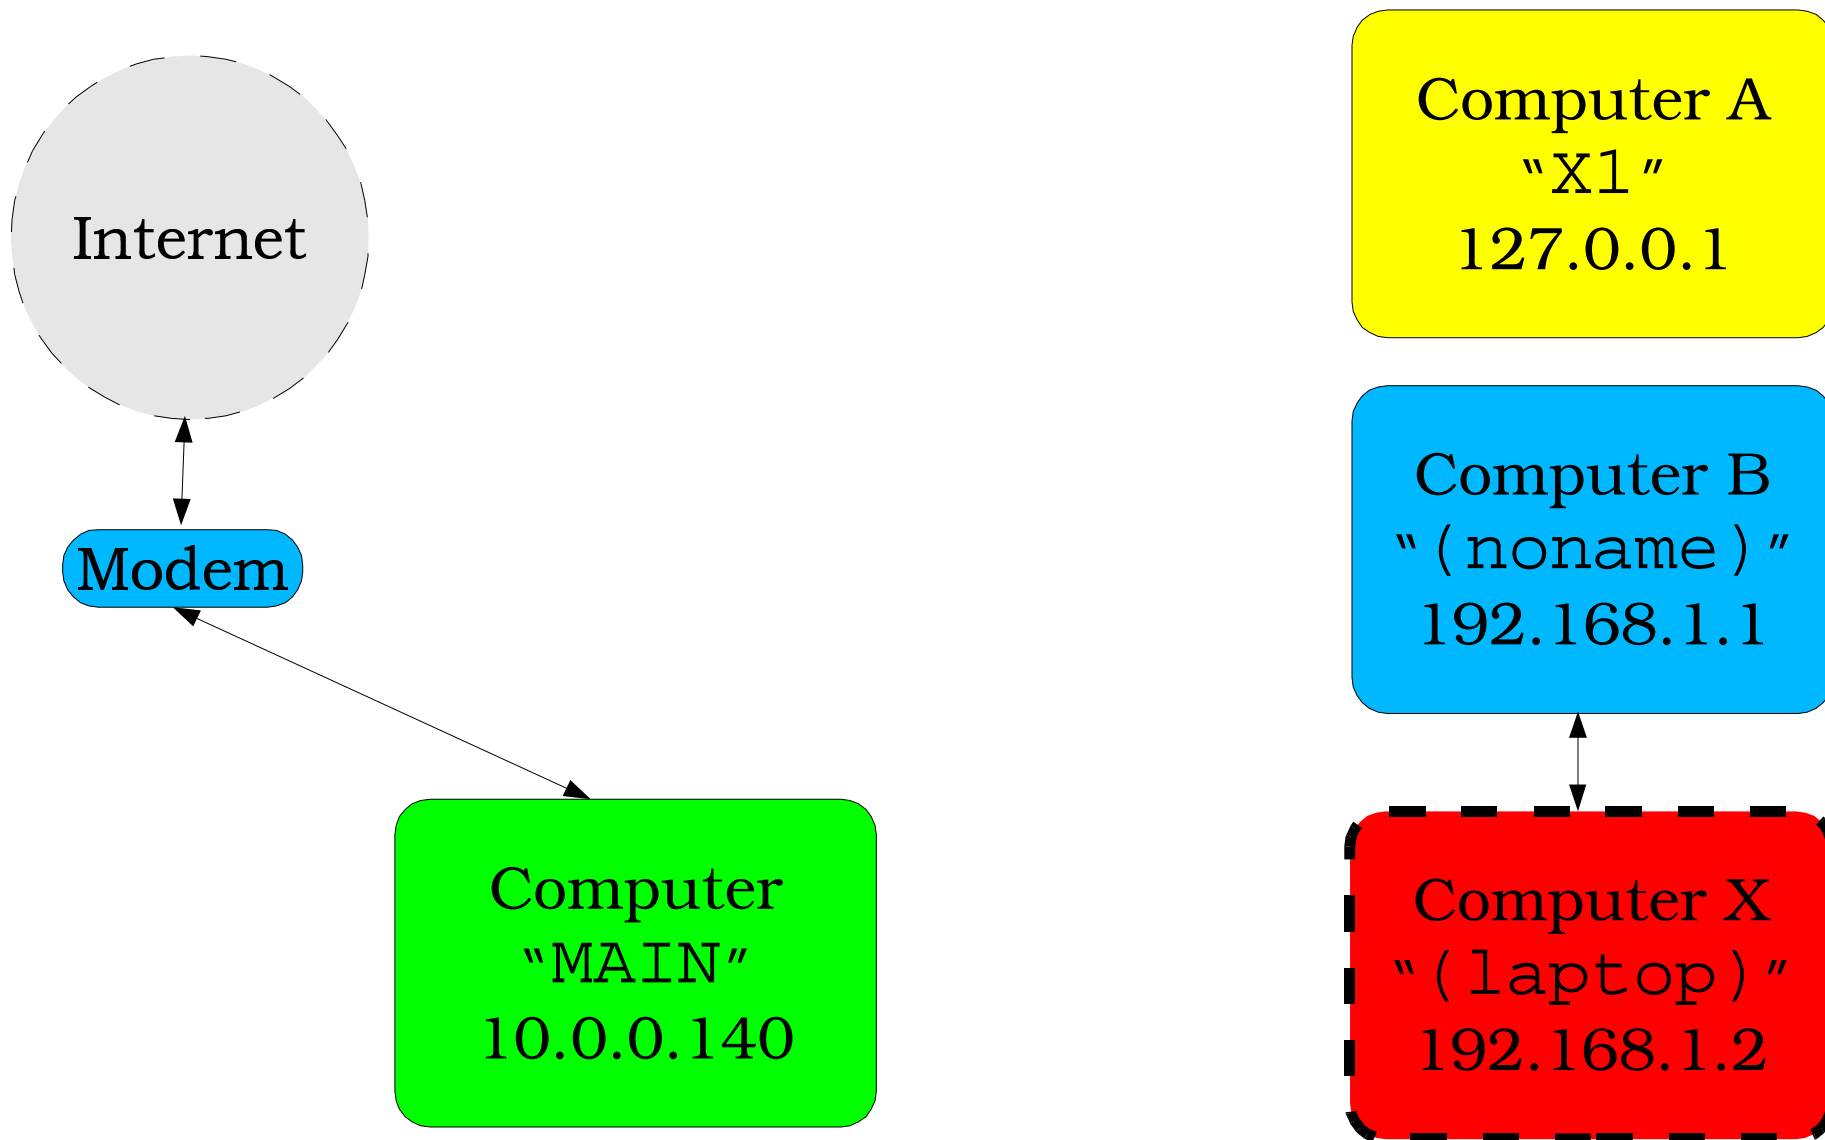 Internet
Modem
Computer
“MAIN”
10.0.0.140
Computer A
“X1”
127.0.0.1
Computer B
“(noname)”
192.168.1.1
Computer X
“(laptop)”
192.168.1.2